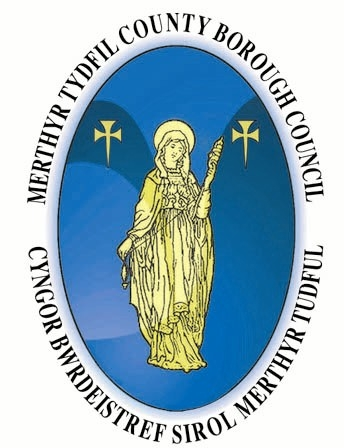 MERTHYR TYDFIL COUNTY BOROUGH COUNCIL
CYNGOR BWRDEISTREF SIROL MERTHYR TUDFUL